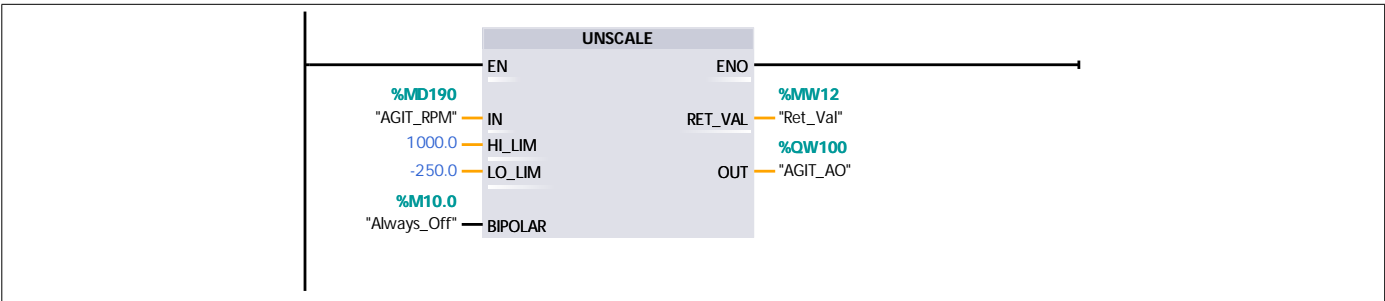 UNSCALE
EN ENO
%MD190 %MW12
"AGIT_RPM" IN RET_VAL "Ret_Val"
1000.0 HI_LIM %QW100
-250.0 LO_LIM OUT "AGIT_AO"
%M10.0
"Always_Off" BIPOLAR